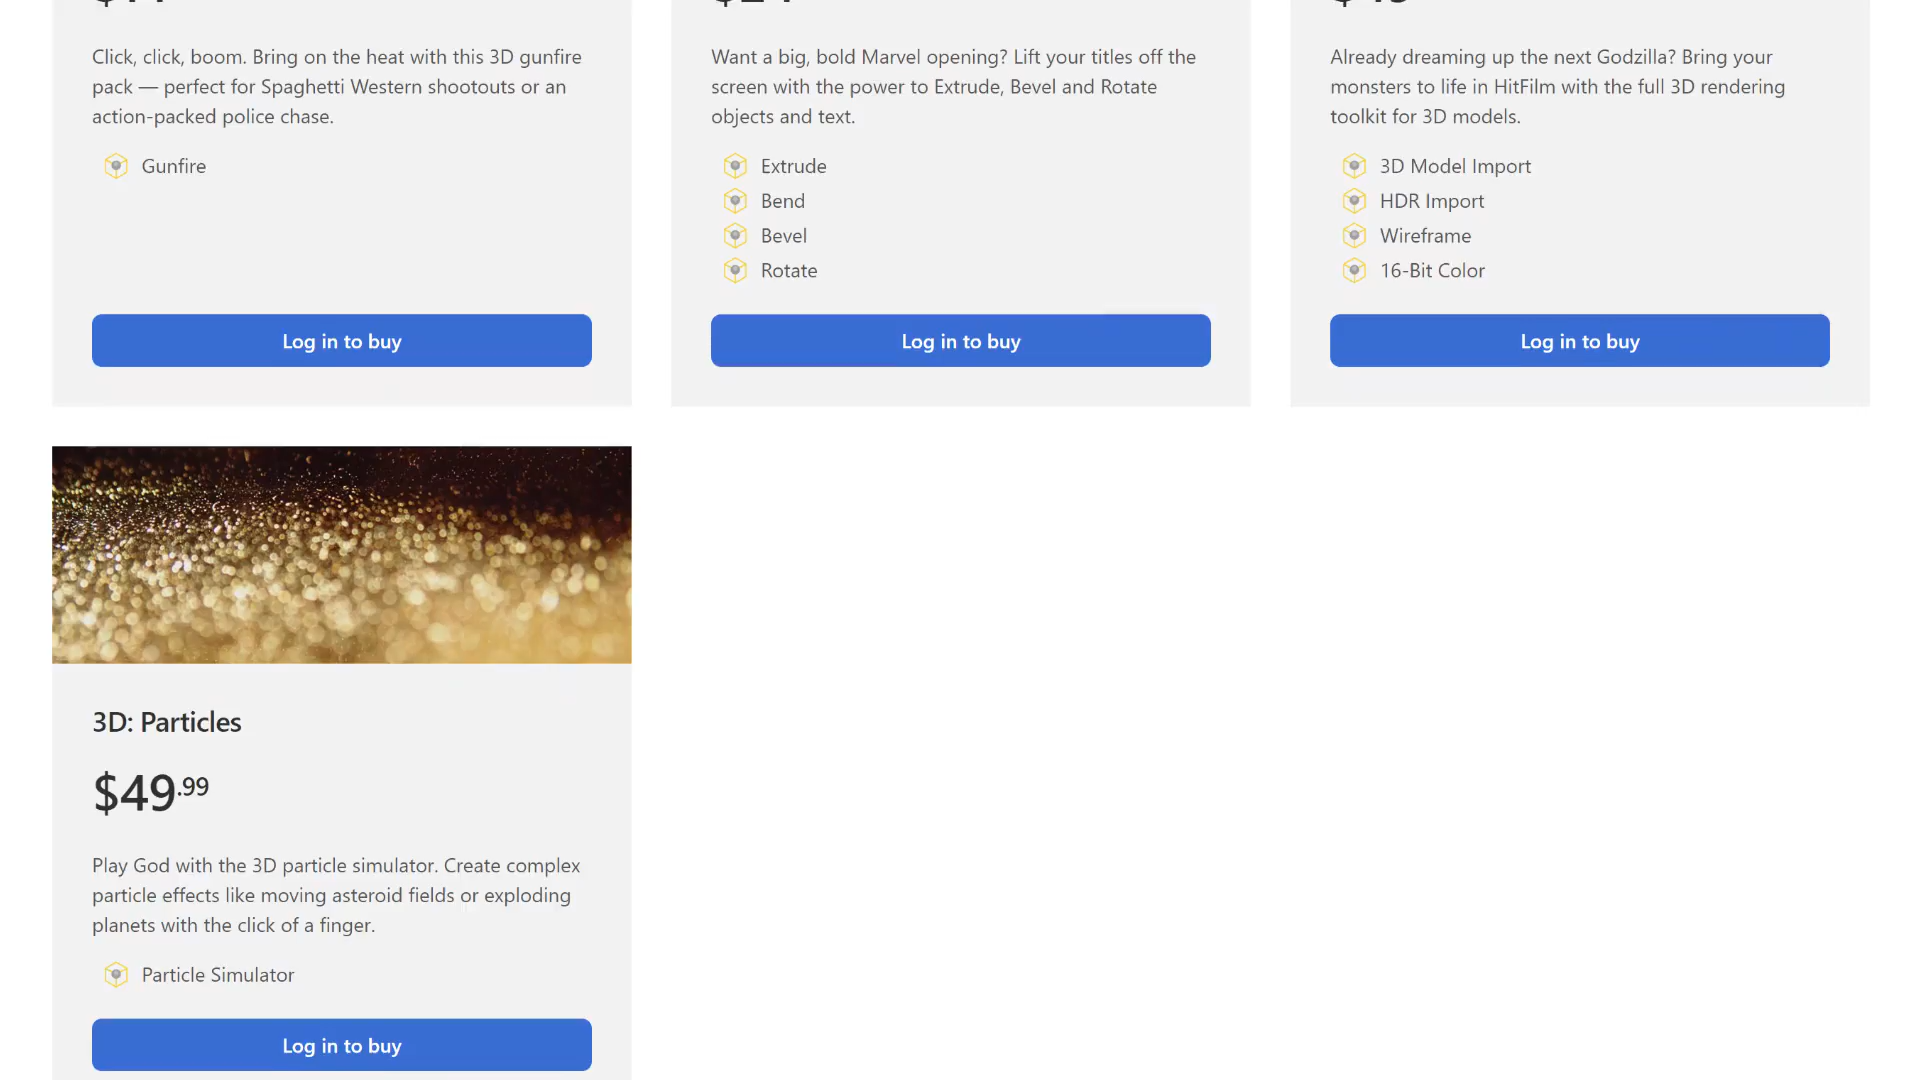 Click, click, boom. Bring on the heat with this 3D gunfire
pack — perfect for Spaghetti Western shootouts or an
action-packed police chase.
Gunfire
Log in to buy
Want a big, bold Marvel opening? Lift your titles off the
screen with the power to Extrude, Bevel and Rotate
objects and text.
Extrude
Bend
Bevel
Rotate
Log in to buy
Already dreaming up the next Godzilla? Bring your
monsters to life in HitFilm with the full 3D rendering
toolkit for 3D models.
3D Model Import
HDR Import
Wireframe
16-Bit Color
Log in to buy
3D: Particles
$49.99
Play God with the 3D particle simulator. Create complex
particle effects like moving asteroid fields or exploding
planets with the click of a finger.
Particle Simulator
Log in to buy